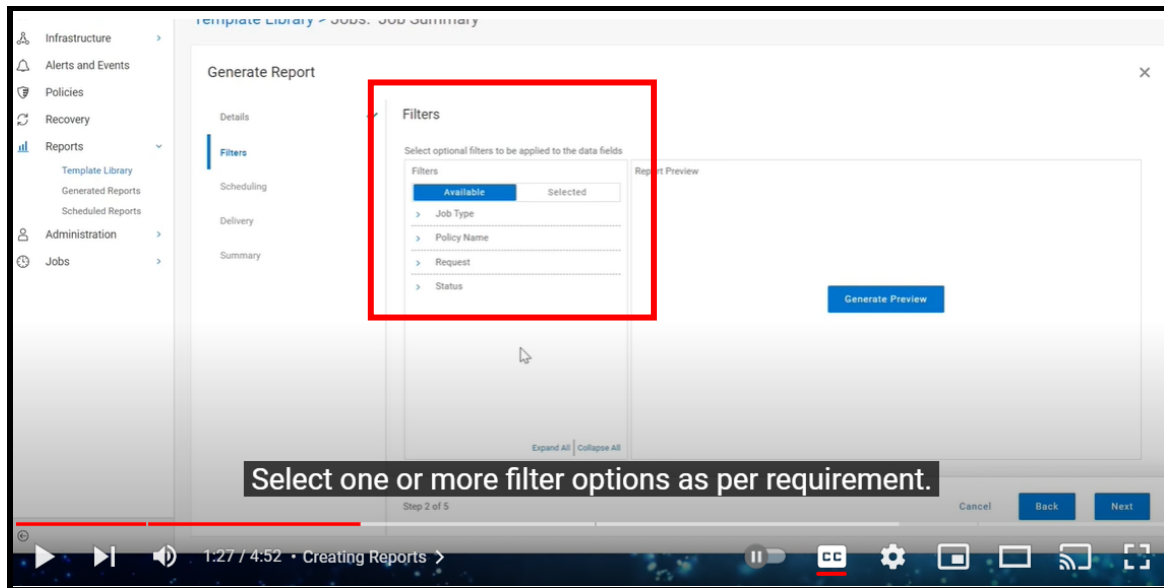 Template Library > Jobs: Job Summary
Infrastructure
Alerts and Events
Policies
Recovery
Reports
Template Library
Generated Reports
Scheduled Reports
Administration
Jobs
Generate Report
Details
Filters
Scheduling
Delivery
Summary
Filters
Select optional filters to be applied to the data fields
Filters
Available Selected
Job Type
Policy Name
Request
Status
Expand All Collapse All
Report Preview
Generate Preview
Select one or more filter options as per requirement.
Step 2 of 5
Cancel Back Next
1:27 / 4:52 • Creating Reports >
CC